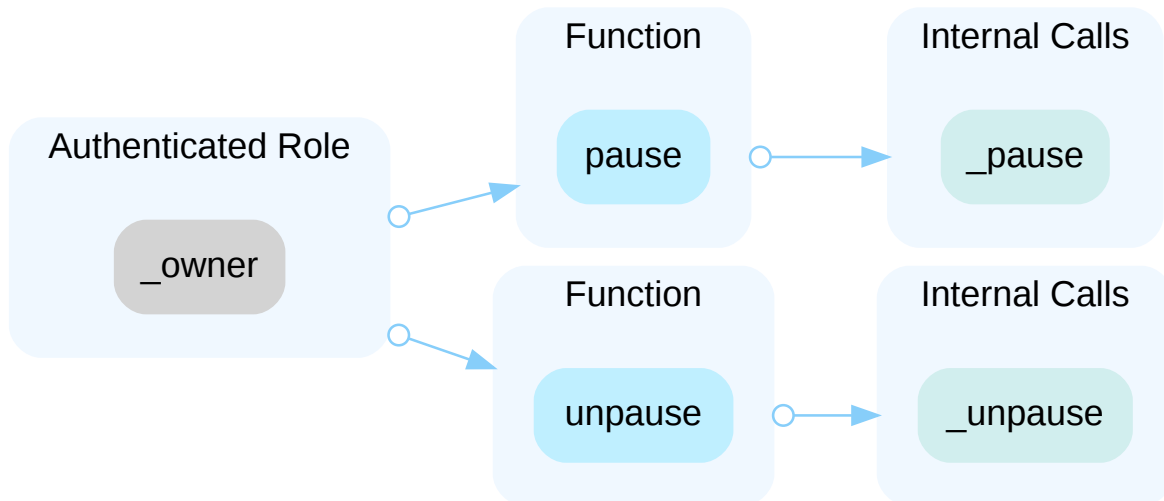 Authenticated Role
_owner
Function
pause
Internal Calls
_pause
Function
unpause
Internal Calls
_unpause